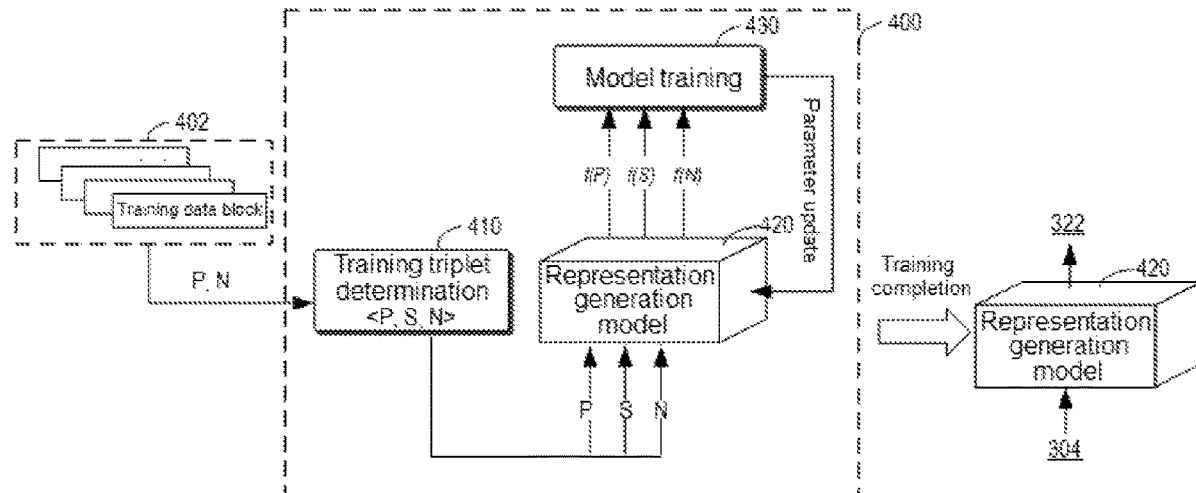 400
430
Model training
402
Training data block
Parameter update
f(P) f(S) f(N)
410
Training triplet
determination
<P, S, N>
P, N
420
Representation
generation
model
P S N
Training
completion
322
420
Representation
generation
model
304